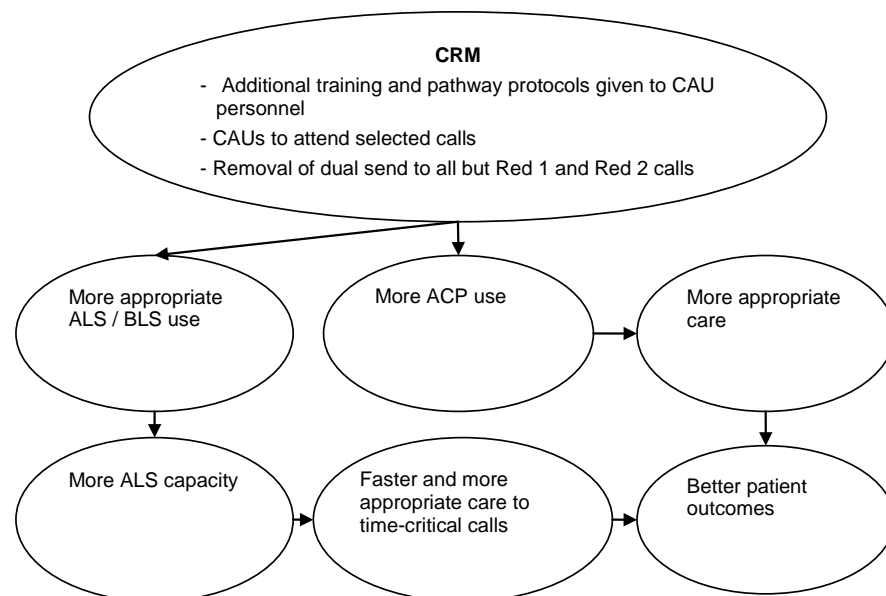 CRM
- Additional training and pathway protocols given to CAU
personnel
- CAUs to attend selected calls
- Removal of dual send to all but Red 1 and Red 2 calls
More appropriate
ALS / BLS use
More ACP use
More appropriate
care
More ALS capacity
Faster and more
appropriate care to
time-critical calls
Better patient
outcomes